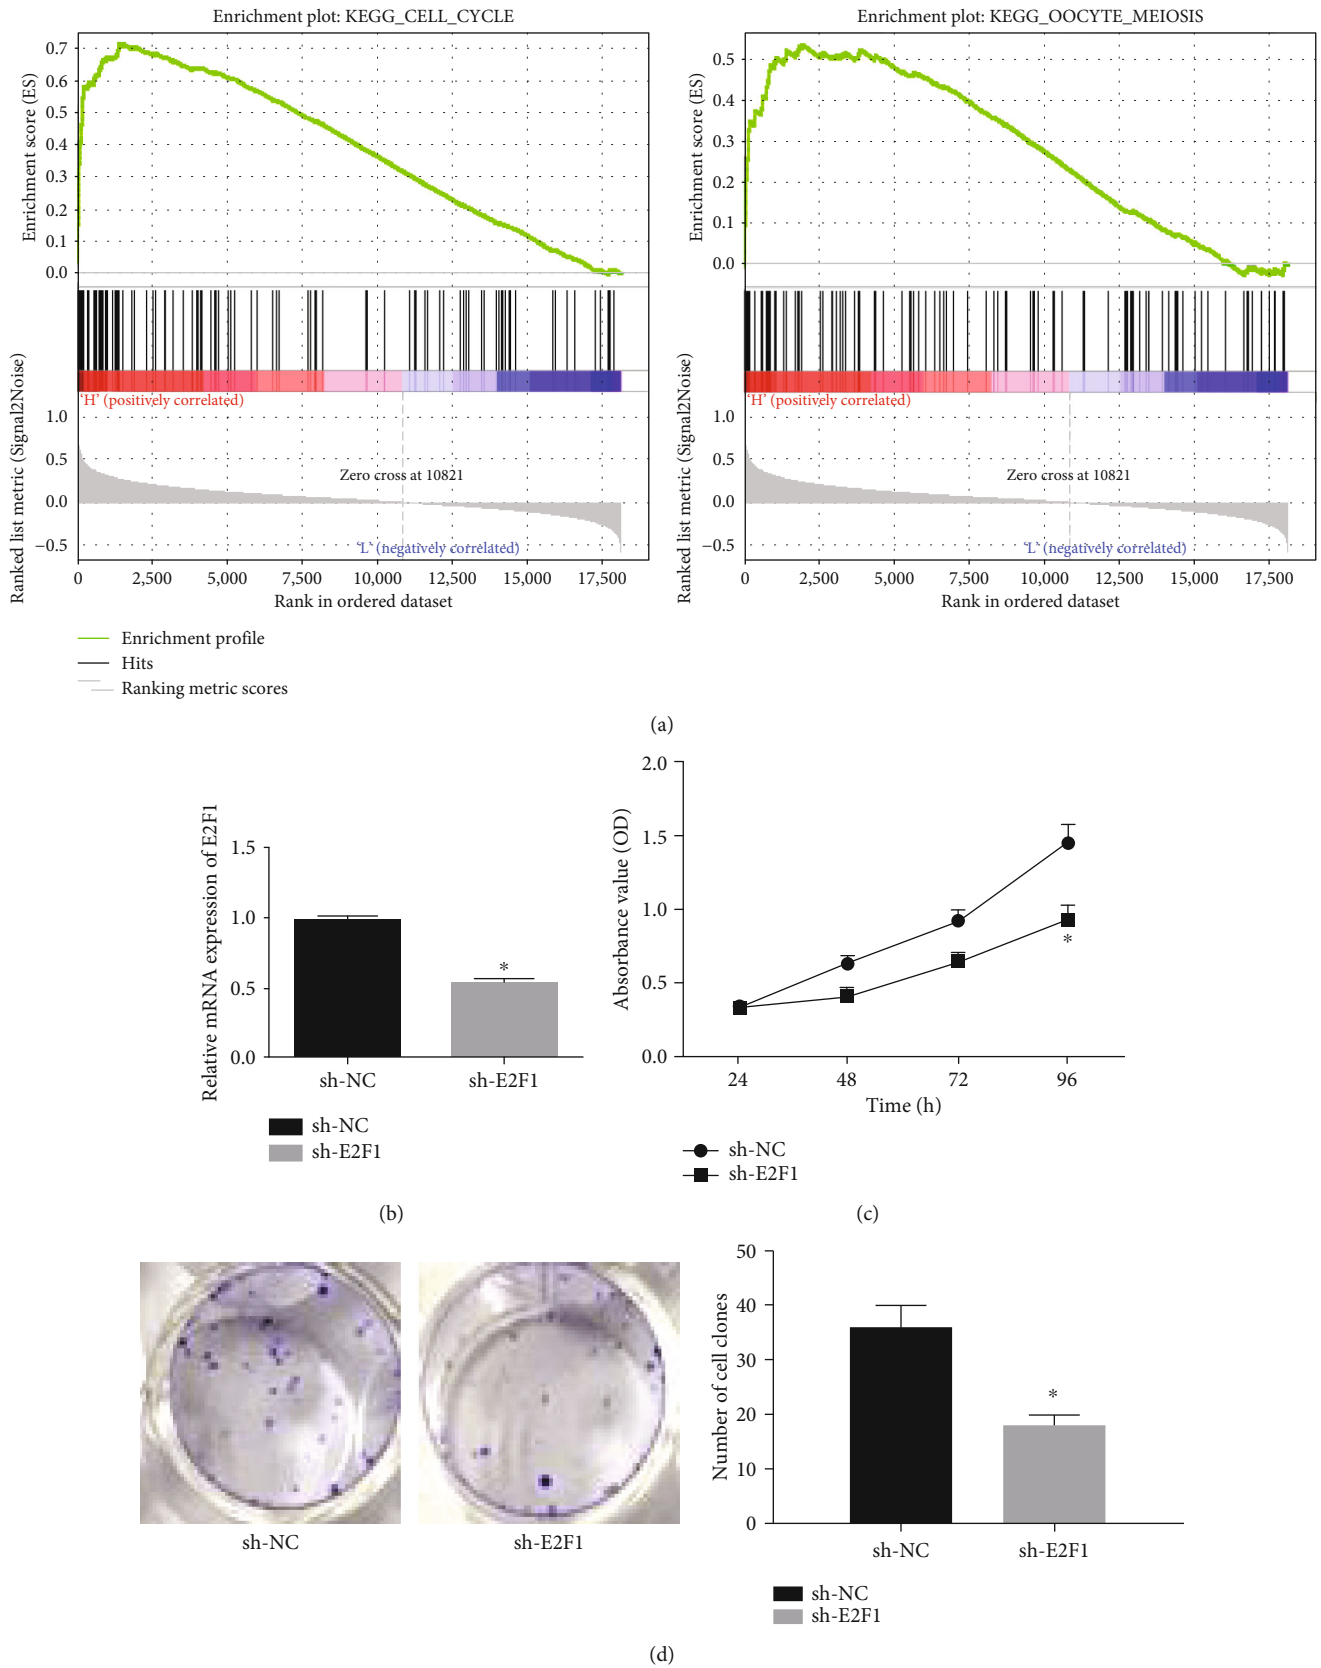 Enrichment plot: KEGG_CELL_CYCLE
Enrichment score (ES)
0.7
0.6
0.5
0.4
0.3
0.2
0.1
0.0
Ranked list metric (Signal2Noise)
‘H’ (positively correlated)
1.0
0.5
0.0
−0.5
Zero cross at 10821
‘L‘ (negatively correlated)
0 2,500 5,000 7,500 10,000 12,500 15,000 17,500
Rank in ordered dataset
Enrichment plot: KEGG_OOCYTE_MEIOSIS
Enrichment score (ES)
0.5
0.4
0.3
0.2
0.1
0.0
Ranked list metric (Signal2Noise)
‘H’ (positively correlated)
1.0
0.5
0.0
−0.5
Zero cross at 10821
‘L‘ (negatively correlated)
0 2,500 5,000 7,500 10,000 12,500 15,000 17,500
Rank in ordered dataset
Enrichment profile
Hits
Ranking metric scores
(a)
Relative mRNA expression of E2F1
1.5
1.0
0.5
0.0
*
sh-NC sh-E2F1
sh-NC
sh-E2F1
(b)
Absorbance value (OD)
2.0
1.5
1.0
0.5
0.0
*
24 48 72 96
Time (h)
sh-NC
sh-E2F1
(c)
sh-NC sh-E2F1
Number of cell clones
50
40
30
20
10
0
*
sh-NC sh-E2F1
sh-NC
sh-E2F1
(d)